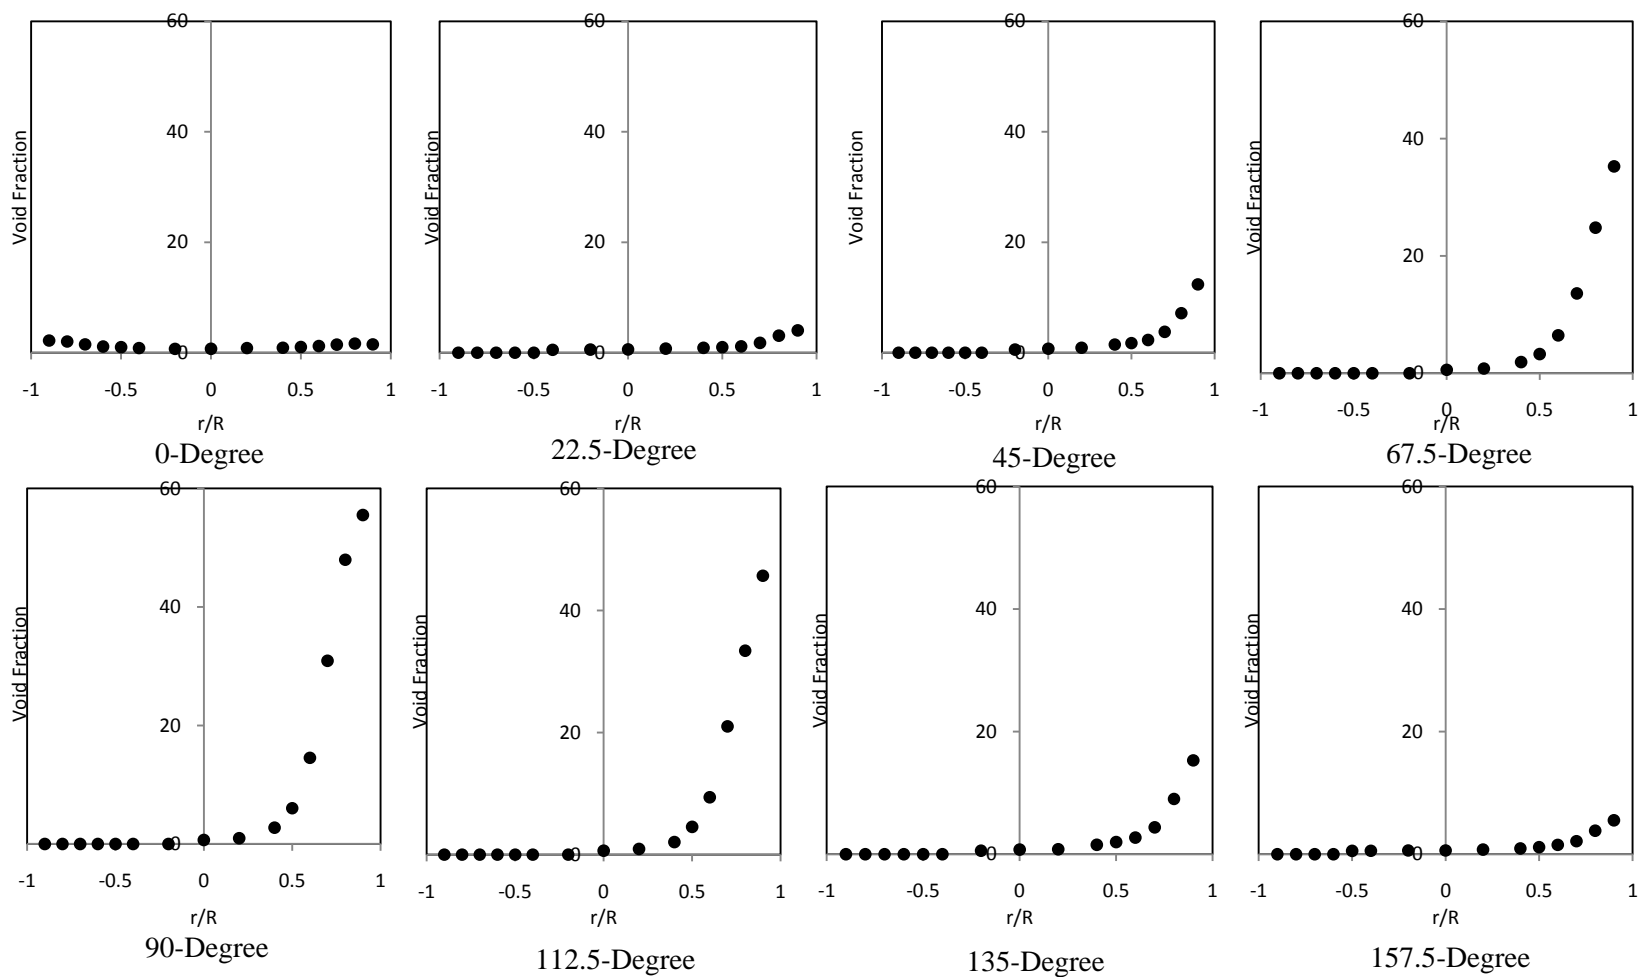 60
40
20
0
Void Fraction
-1 -0.5 0 0.5 1
r/R
0-Degree
60
40
20
0
Void Fraction
-1 -0.5 0 0.5 1
r/R
22.5-Degree
60
40
20
0
Void Fraction
-1 -0.5 0 0.5 1
r/R
45-Degree
60
40
20
0
Void Fraction
-1 -0.5 0 0.5 1
r/R
67.5-Degree
60
40
20
0
Void Fraction
-1 -0.5 0 0.5 1
r/R
90-Degree
60
40
20
0
Void Fraction
-1 -0.5 0 0.5 1
r/R
112.5-Degree
60
40
20
0
Void Fraction
-1 -0.5 0 0.5 1
r/R
135-Degree
60
40
20
0
Void Fraction
-1 -0.5 0 0.5 1
r/R
157.5-Degree